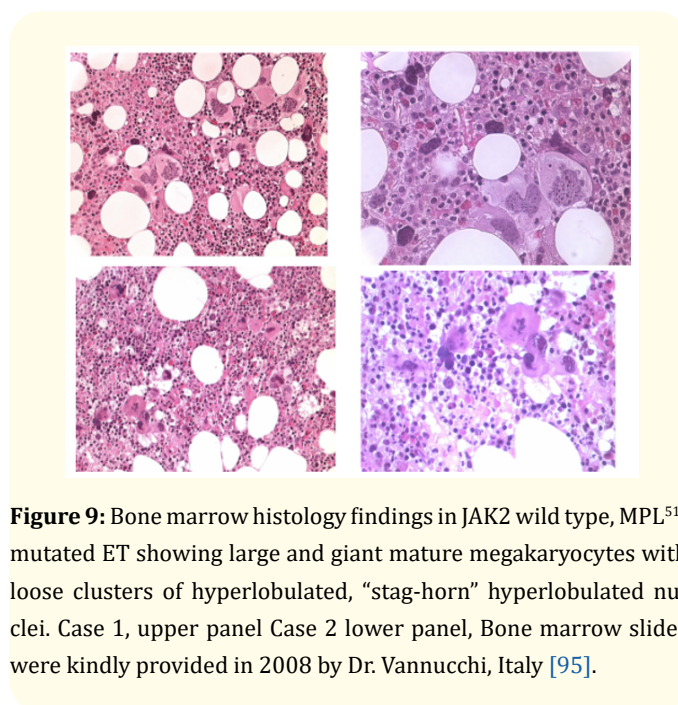 Figure 9: Bone marrow histology findings in JAK2 wild type, MPL⁵¹
mutated ET showing large and giant mature megakaryocytes wit
loose clusters of hyperlobulated, “stag-horn” hyperlobulated nu
clei. Case 1, upper panel Case 2 lower panel, Bone marrow slide
were kindly provided in 2008 by Dr. Vannucchi, Italy [95].